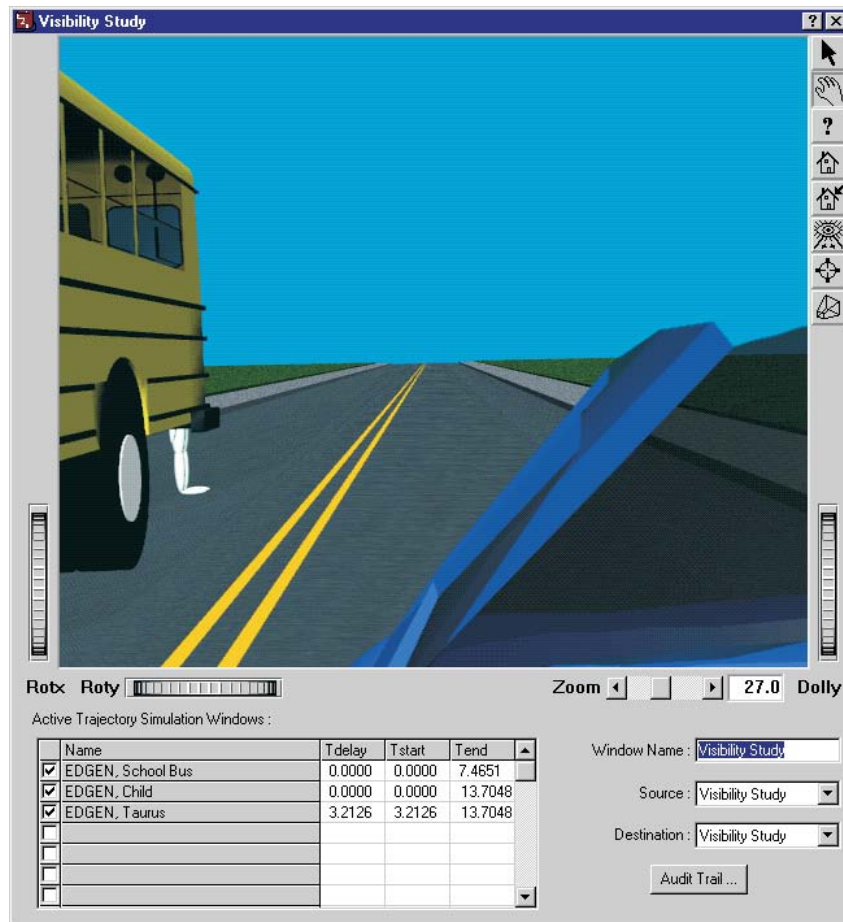 Visibility Study
Rotx Roty Zoom 27.0 Dolly
Active Trajectory Simulation Windows :
Name Tdelay Tstart Tend
EDGEN, School Bus 0.0000 0.0000 7.4651
EDGEN, Child 0.0000 0.0000 13.7048
EDGEN, Taurus 3.2126 3.2126 13.7048
Window Name : Visibility Study
Source : Visibility Study
Destination : Visibility Study
Audit Trail ...